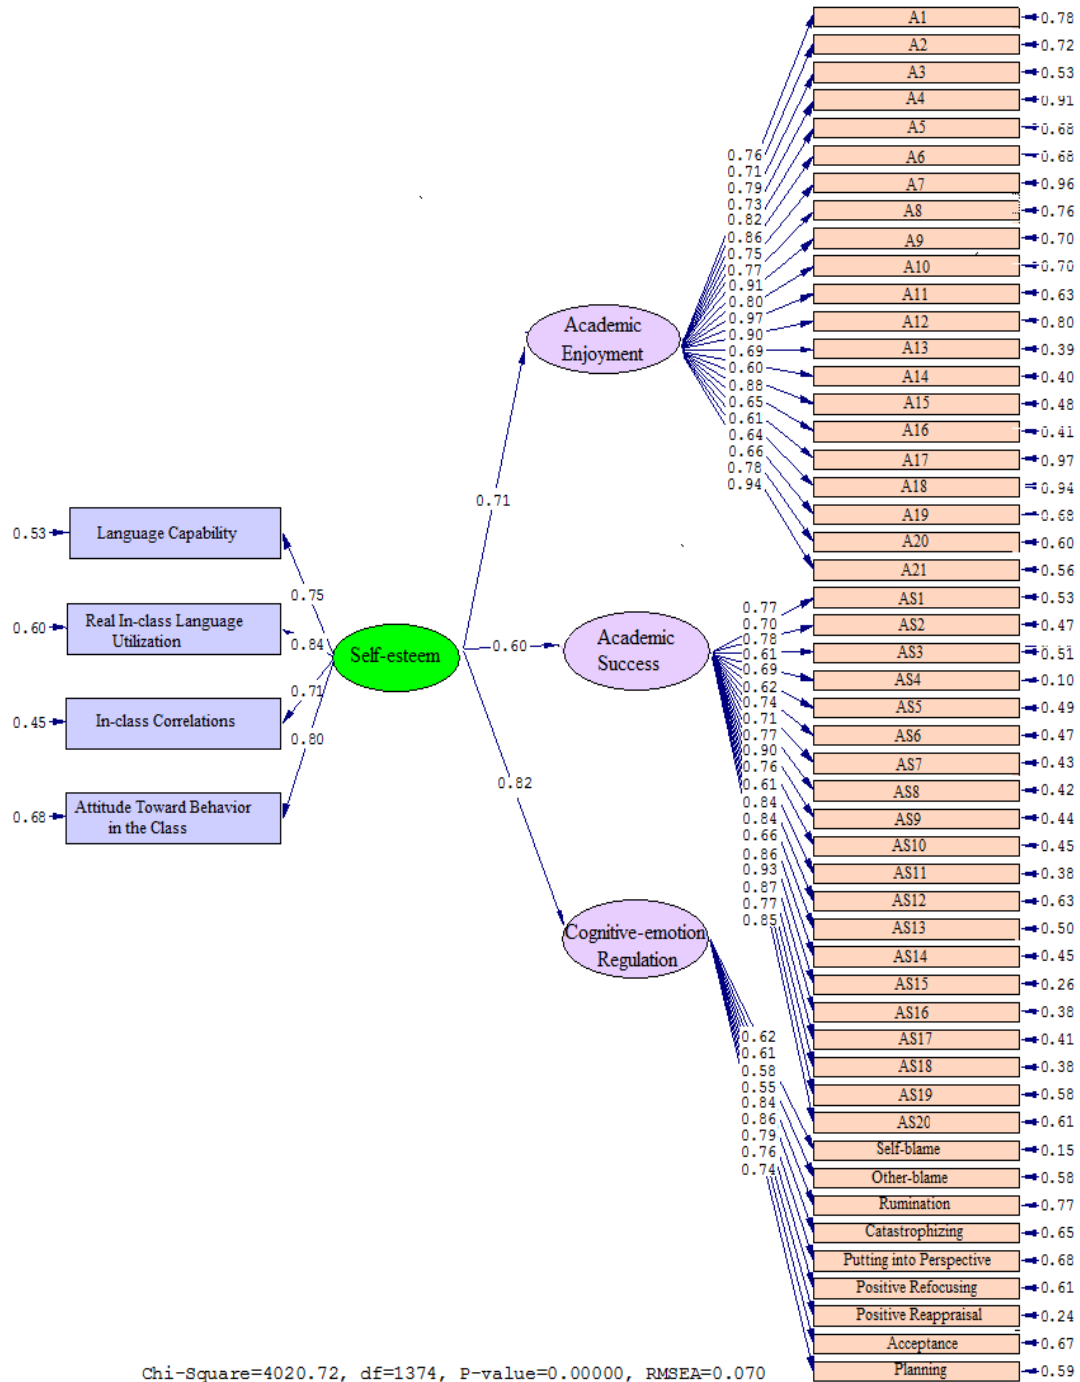 A1
0.78
A2
0.72
A3
0.53
A4
0.91
A5
0.68
A6
0.68
A7
0.96
A8
0.76
A9
0.70
A10
0.70
A11
0.63
A12
0.80
A13
0.39
A14
0.40
A15
0.48
A16
0.41
A17
0.97
A18
0.94
A19
0.68
A20
0.60
A21
0.56
0.76
0.71
0.79
0.73
0.82
0.86
0.75
0.77
0.91
0.80
0.97
0.90
0.69
0.60
0.88
0.65
0.61
0.64
0.66
0.78
0.94
Academic
Enjoyment
0.71
0.53
Language Capability
0.75
0.60
Real In-class Language
Utilization
0.84
Self-esteem
0.45
In-class Correlations
0.71
0.68
Attitude Toward Behavior
in the Class
0.80
0.60
Academic
Success
0.77
0.70
0.78
0.61
0.69
0.62
0.74
0.71
0.77
0.90
0.76
0.61
0.84
0.84
0.66
0.86
0.93
0.87
0.77
0.85
AS1
0.53
AS2
0.47
AS3
0.51
AS4
0.10
AS5
0.49
AS6
0.47
AS7
0.43
AS8
0.42
AS9
0.44
AS10
0.45
AS11
0.38
AS12
0.63
AS13
0.50
AS14
0.45
AS15
0.26
AS16
0.38
AS17
0.41
AS18
0.38
AS19
0.58
AS20
0.61
0.82
Cognitive-emotion
Regulation
0.62
0.61
0.58
0.55
0.84
0.86
0.79
0.76
0.74
Self-blame
0.15
Other-blame
0.58
Rumination
0.77
Catastrophizing
0.65
Putting into Perspective
0.68
Positive Refocusing
0.61
Positive Reappraisal
0.24
Acceptance
0.67
Planning
0.59
Chi-Square=4020.72, df=1374, P-value=0.00000, RMSEA=0.070